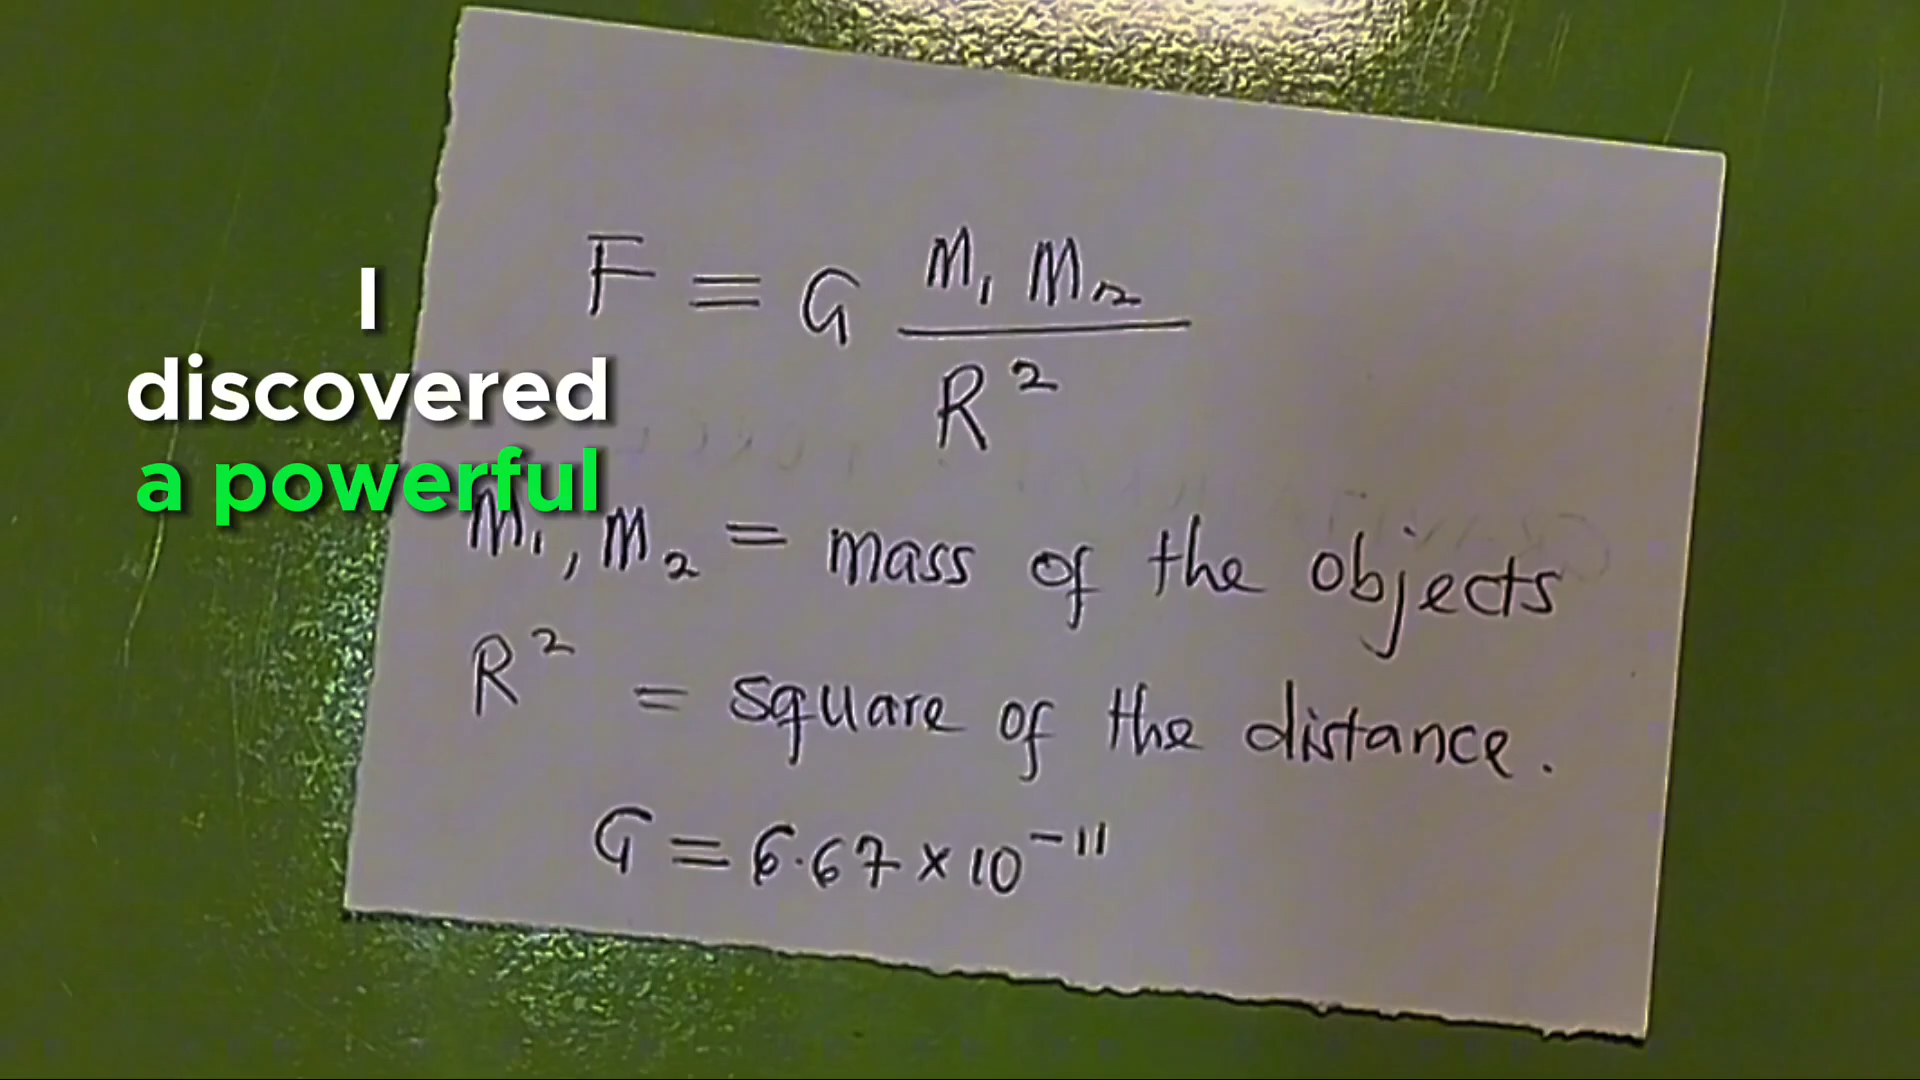 I
discovered
a powerful
F = G M₁ M₂
R²
M₁, M₂ = mass of the objects
R² = square of the distance.
G = 6.67 × 10⁻¹¹